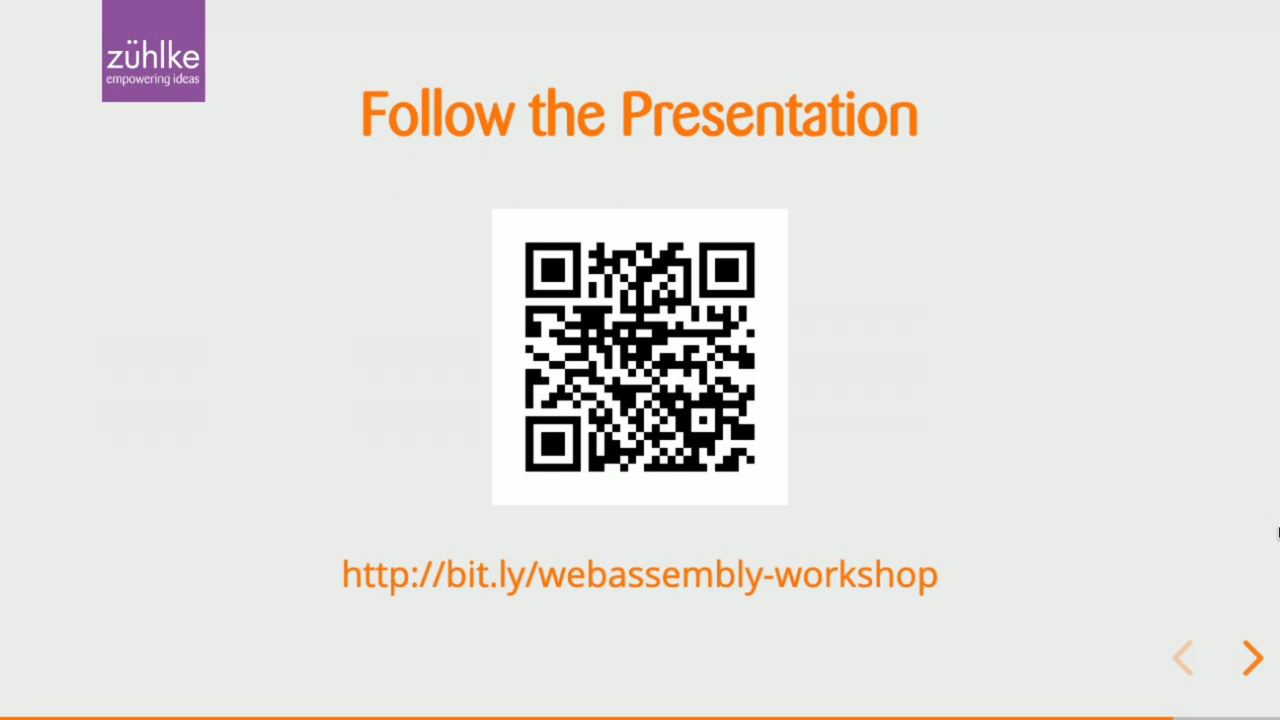 zühlke
empowering ideas
Follow the Presentation
http://bit.ly/webassembly-workshop